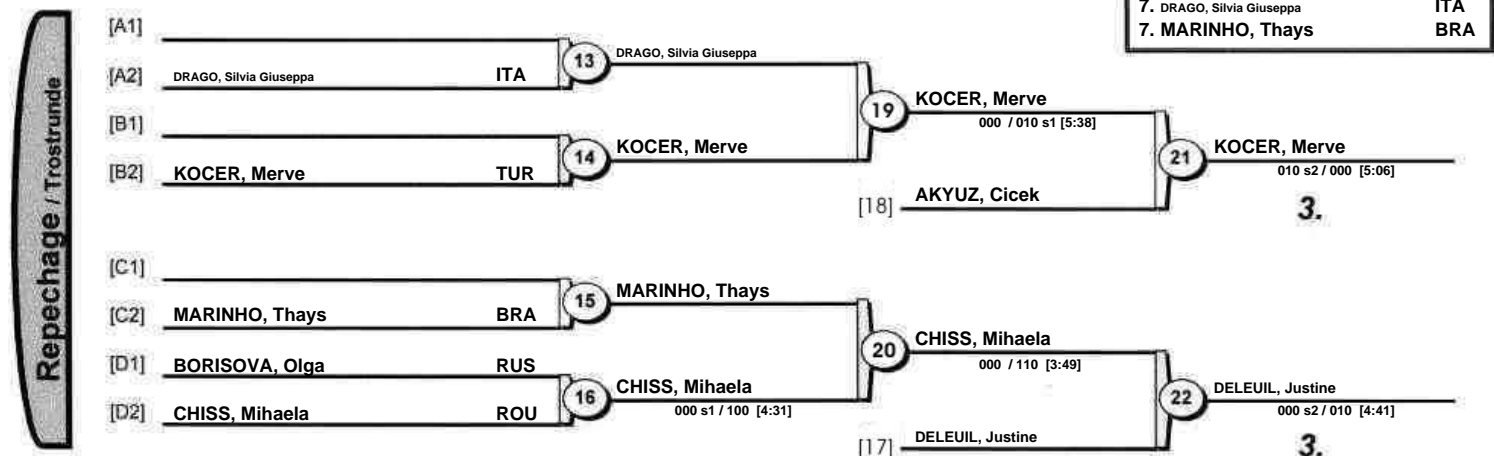 7. DRAGO, Silvia Giuseppa ITA
7. MARINHO, Thays BRA
Repechage / Trostrunde
[A1]
[A2] DRAGO, Silvia Giuseppa ITA
13 DRAGO, Silvia Giuseppa
[B1]
[B2] KOCER, Merve TUR
14 KOCER, Merve
19 KOCER, Merve
000 / 010 s1 [5:38]
[18] AKYUZ, Cicek
21 KOCER, Merve
010 s2 / 000 [5:06]
3.
[C1]
[C2] MARINHO, Thays BRA
15 MARINHO, Thays
[D1] BORISOVA, Olga RUS
[D2] CHISS, Mihaela ROU
16 CHISS, Mihaela
000 s1 / 100 [4:31]
20 CHISS, Mihaela
000 / 110 [3:49]
[17] DELEUIL, Justine
22 DELEUIL, Justine
000 s2 / 010 [4:41]
3.